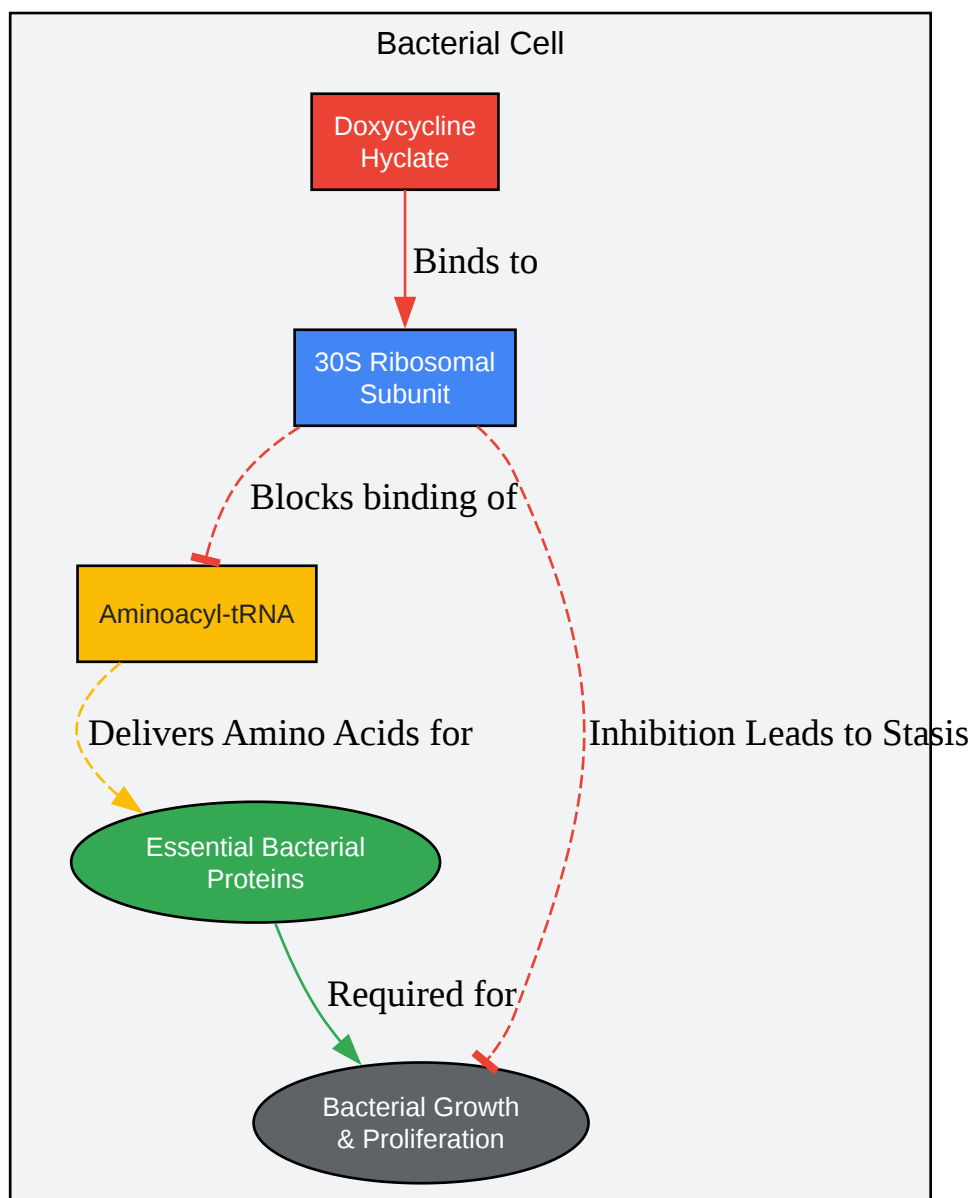 Bacterial Cell
Doxycycline
Hyclate
Binds to
30S Ribosomal
Subunit
Blocks binding of
Aminoacyl-tRNA
Delivers Amino Acids for
Inhibition Leads to Stasis
Essential Bacterial
Proteins
Required for
Bacterial Growth
& Proliferation